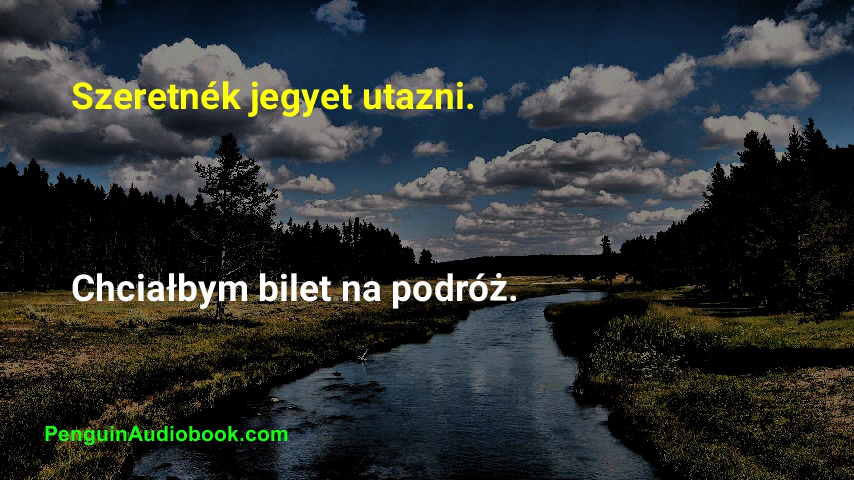 Szeretnék jegyet utazni.
Chciałbym bilet na podróż.
PenguinAudiobook.com